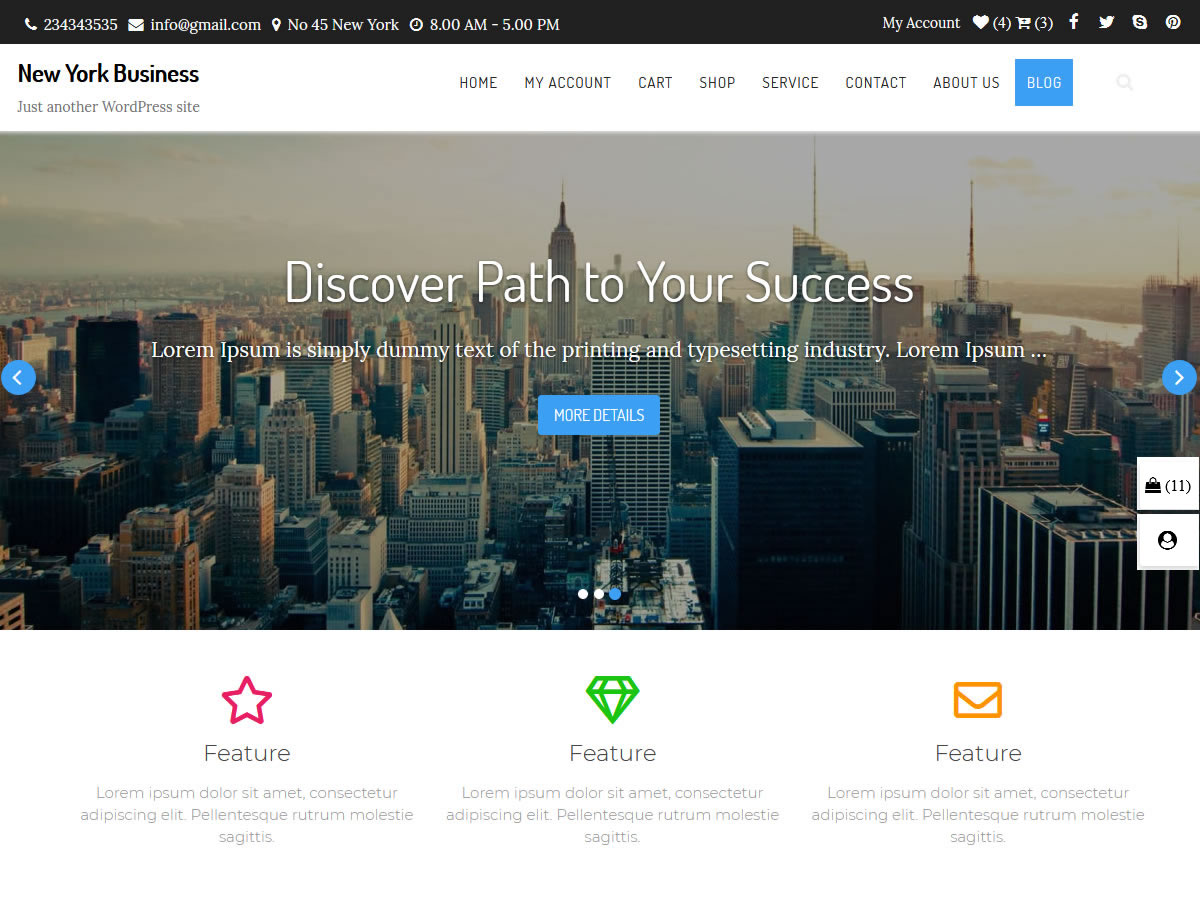 234343535 info@gmail.com No 45 New York 8.00 AM - 5.00 PM
My Account (4) (3)
New York Business
Just another WordPress site
HOME MY ACCOUNT CART SHOP SERVICE CONTACT ABOUT US BLOG
Discover Path to Your Success
Lorem Ipsum is simply dummy text of the printing and typesetting industry. Lorem Ipsum ...
MORE DETAILS
(11)
Feature
Lorem ipsum dolor sit amet, consectetur
adipiscing elit. Pellentesque rutrum molestie
sagittis.
Feature
Lorem ipsum dolor sit amet, consectetur
adipiscing elit. Pellentesque rutrum molestie
sagittis.
Feature
Lorem ipsum dolor sit amet, consectetur
adipiscing elit. Pellentesque rutrum molestie
sagittis.